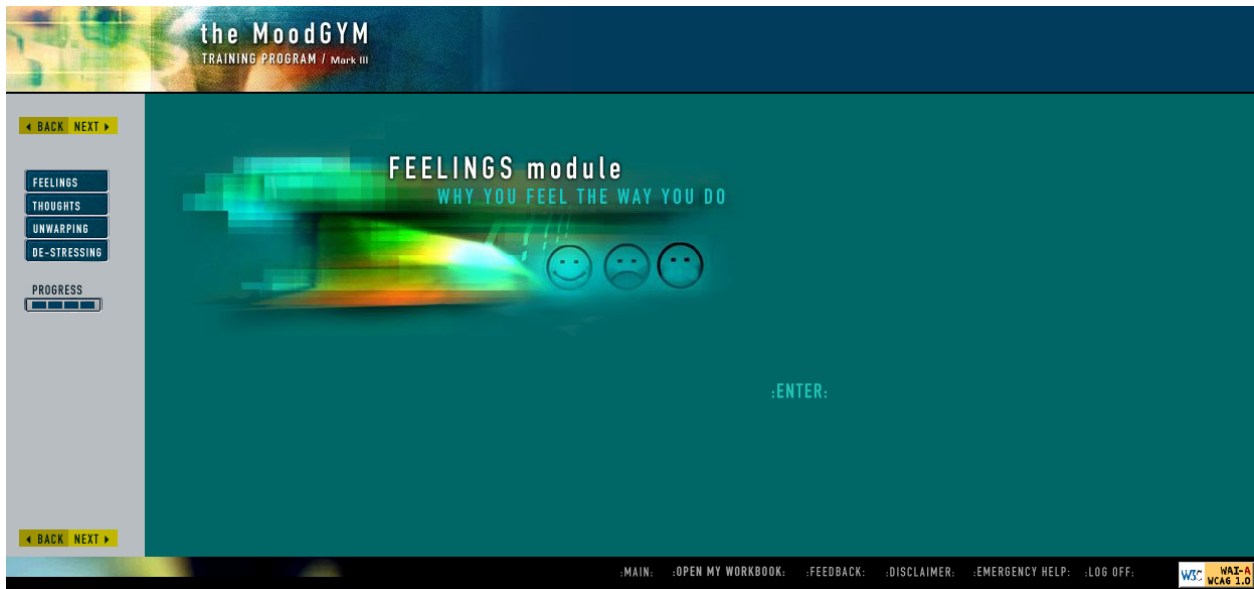 the MoodGYM
TRAINING PROGRAM / Mark III
BACK NEXT
FEELINGS
THOUGHTS
UNWARPING
DE-STRESSING
PROGRESS
FEELINGS module
WHY YOU FEEL THE WAY YOU DO
:ENTER:
BACK NEXT
:MAIN: :OPEN MY WORKBOOK: :FEEDBACK: :DISCLAIMER: :EMERGENCY HELP: :LOG OFF:
W3C WAI-A
WCAG 1.0